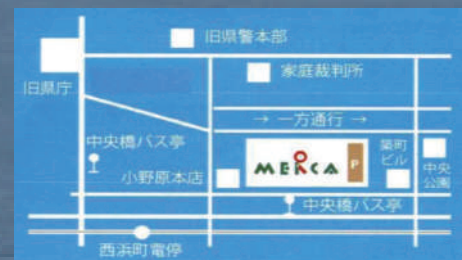 旧県警本部
旧県庁
家庭裁判所
→ 一方通行 →
中央橋バス亭
MERCA
P
築町
ビル
中央
公園
小野原本店
中央橋バス亭
西浜町電停